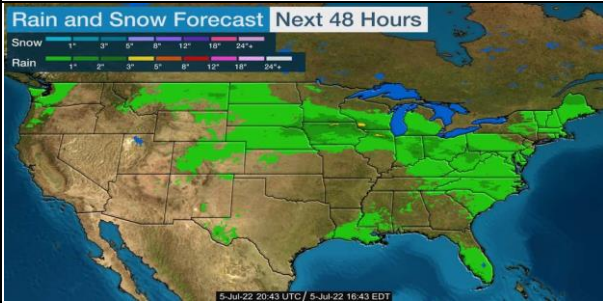 Rain and Snow Forecast Next 48 Hours
Snow
1" 3" 5" 8" 12" 18" 24"+
Rain
1" 2" 3" 5" 8" 12" 18" 24"+
5-Jul-22 20:43 UTC / 5-Jul-22 16:43 EDT